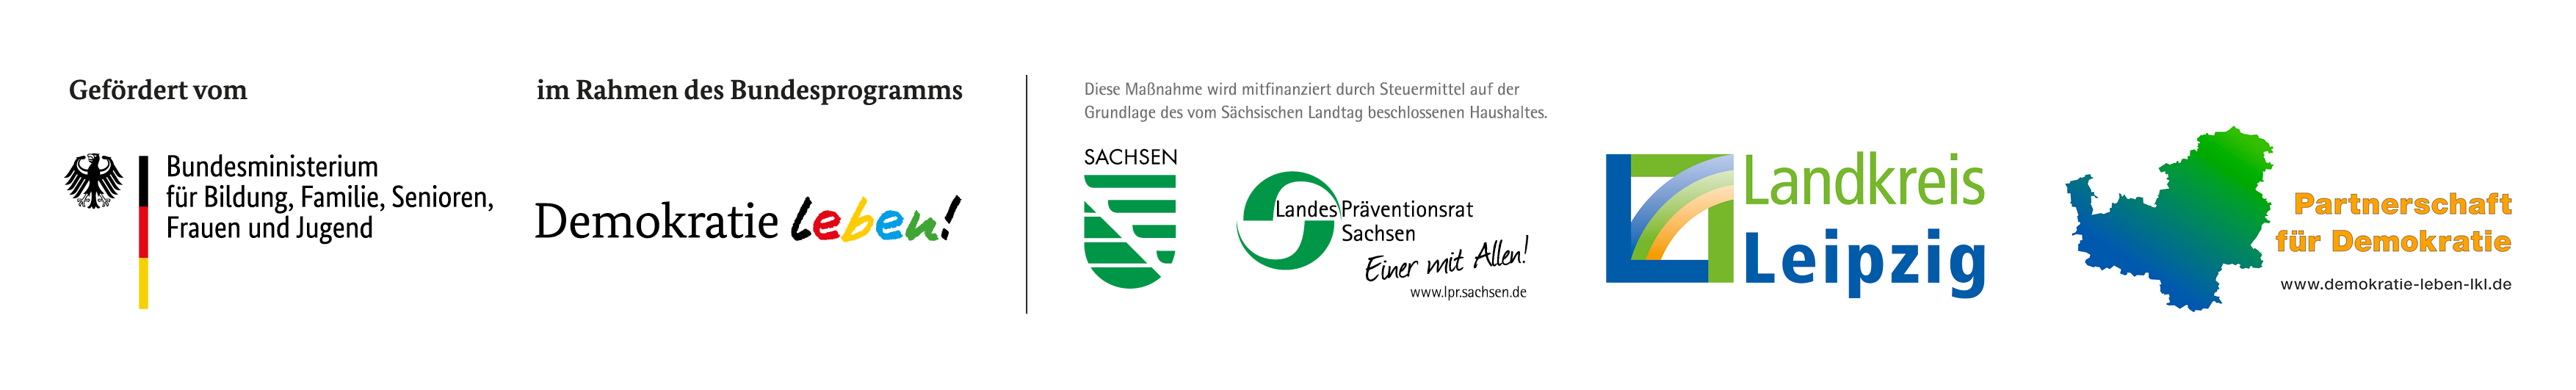 Gefördert vom
Bundesministerium
für Bildung, Familie, Senioren,
Frauen und Jugend
im Rahmen des Bundesprogramms
Demokratie leben!
Diese Maßnahme wird mitfinanziert durch Steuermittel auf der
Grundlage des vom Sächsischen Landtag beschlossenen Haushaltes.
SACHSEN
LandesPräventionsrat
Sachsen
Einer mit Allen!
www.lpr.sachsen.de
Landkreis
Leipzig
Partnerschaft
für Demokratie
www.demokratie-leben-lkl.de